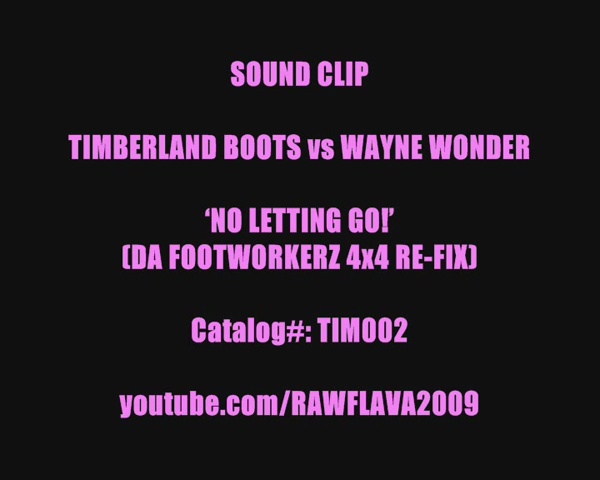 SOUND CLIP
TIMBERLAND BOOTS vs WAYNE WONDER
‘NO LETTING GO!’
(DA FOOTWORKERZ 4x4 RE-FIX)
Catalog#: TIM002
youtube.com/RAWFLAVA2009